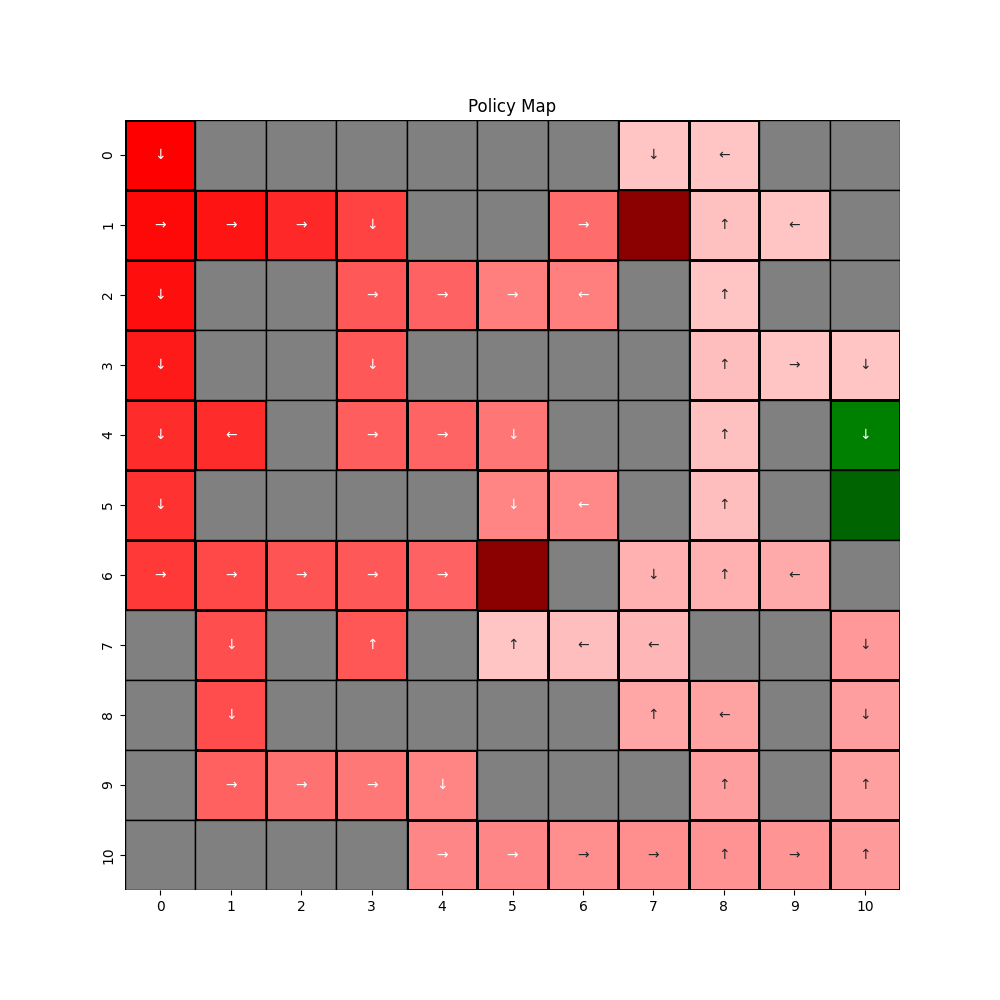 Policy Map
0 ↓ ↓ ←
1 → → → ↓ → ↑ ←
2 ↓ → → → ← ↑
3 ↓ ↓ ↑ → ↓
4 ↓ ← → → ↓ ↑ ↓
5 ↓ ↓ ← ↑
6 → → → → → ↓ ↑ ←
7 ↓ ↑ ↑ ← ← ↓
8 ↓ ↑ ← ↓
9 → → → ↓ ↑ ↑
10 → → → → ↑ → ↑
0 1 2 3 4 5 6 7 8 9 10